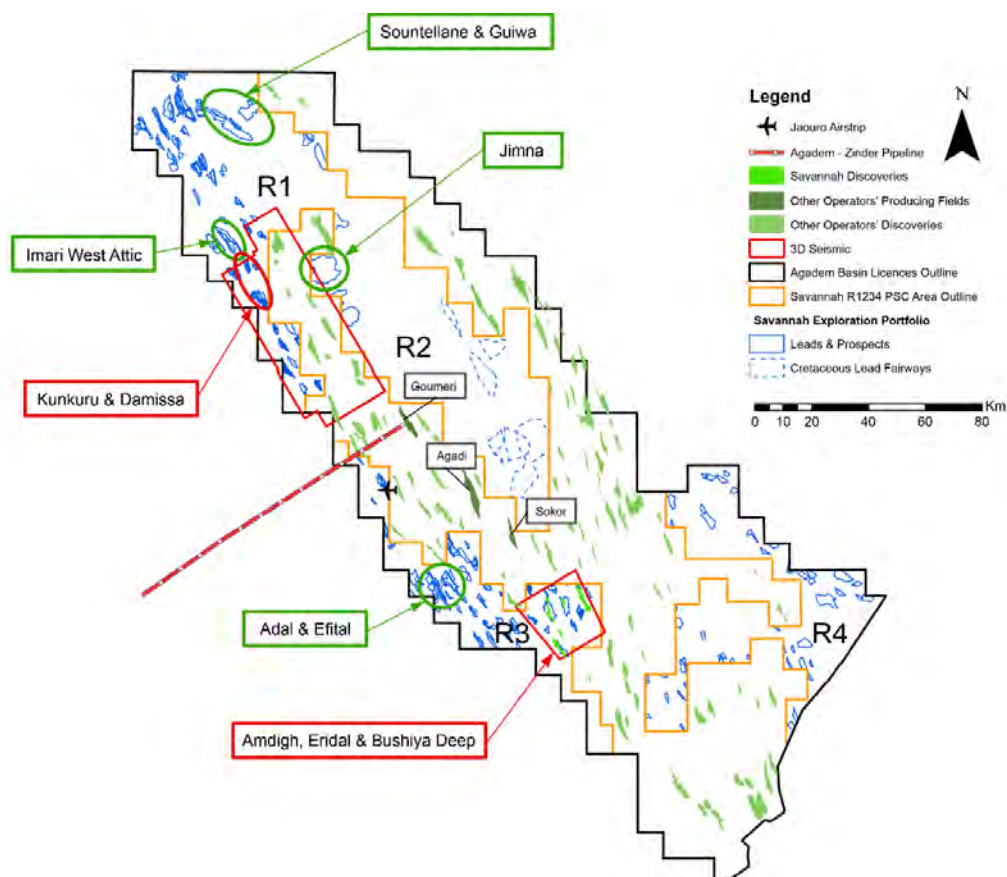 Sountellane & Guiwa
Jimna
Imari West Attic
Kunkuru & Damissa
R1
R2
Goumeri
Agadi
Sokor
Adal & Efital
R3
R4
Amdigh, Eridal & Bushiya Deep
Legend
N
Jaouro Airstrip
Agadem - Zinder Pipeline
Savannah Discoveries
Other Operators' Producing Fields
Other Operators' Discoveries
3D Seismic
Agadem Basin Licences Outline
Savannah R1234 PSC Area Outline
Savannah Exploration Portfolio
Leads & Prospects
Cretaceous Lead Fairways
Km
0 10 20 40 60 80